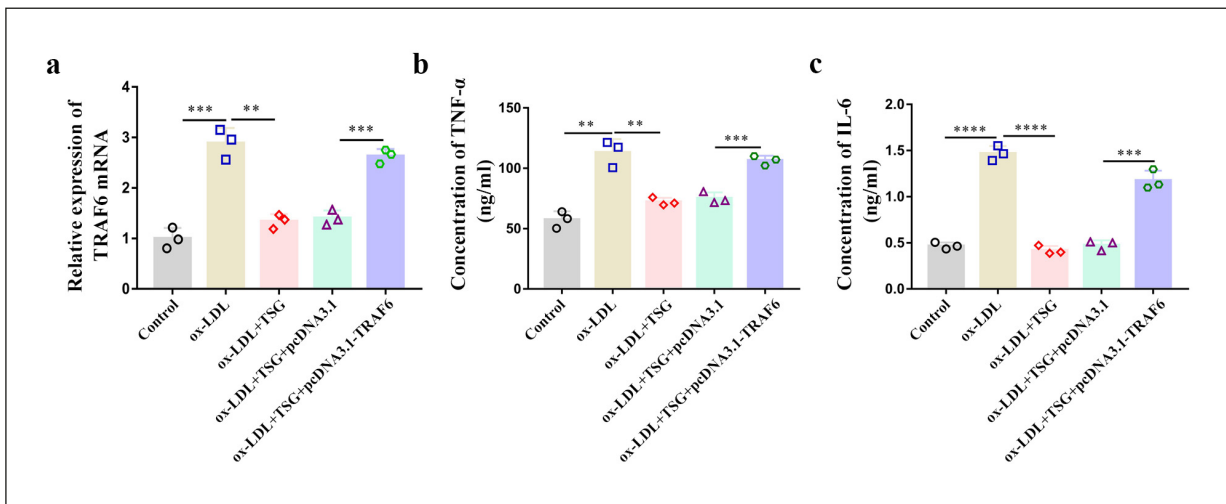 a
Relative expression of
TRAF6 mRNA
4
3
2
1
0
***
**
***
Control
ox-LDL
ox-LDL+TSG
ox-LDL+TSG+pcDNA3.1
ox-LDL+TSG+pcDNA3.1-TRAF6
b
Concentration of TNF-α
(ng/ml)
150
100
50
0
**
**
***
Control
ox-LDL
ox-LDL+TSG
ox-LDL+TSG+pcDNA3.1
ox-LDL+TSG+pcDNA3.1-TRAF6
c
Concentration of IL-6
(ng/ml)
2.0
1.5
1.0
0.5
0.0
****
****
***
Control
ox-LDL
ox-LDL+TSG
ox-LDL+TSG+pcDNA3.1
ox-LDL+TSG+pcDNA3.1-TRAF6